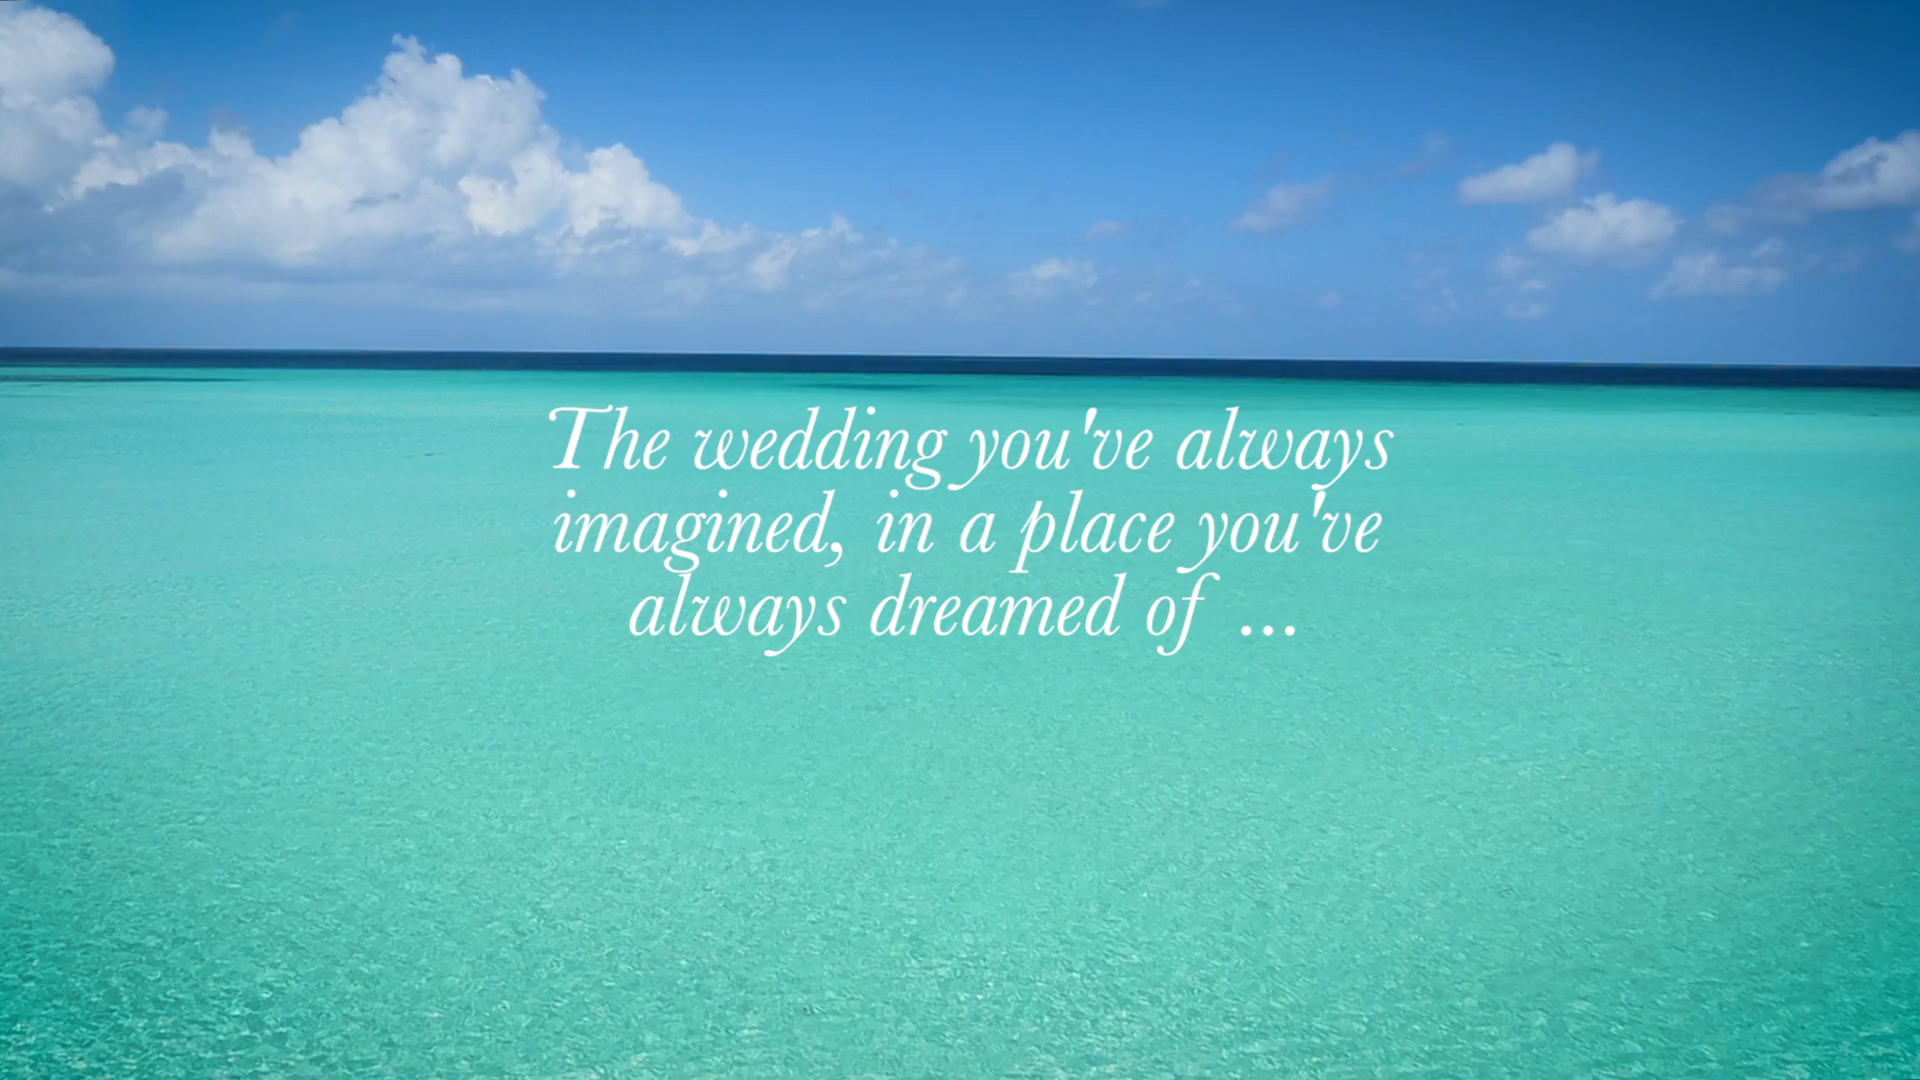 The wedding you've always
imagined, in a place you've
always dreamed of ...